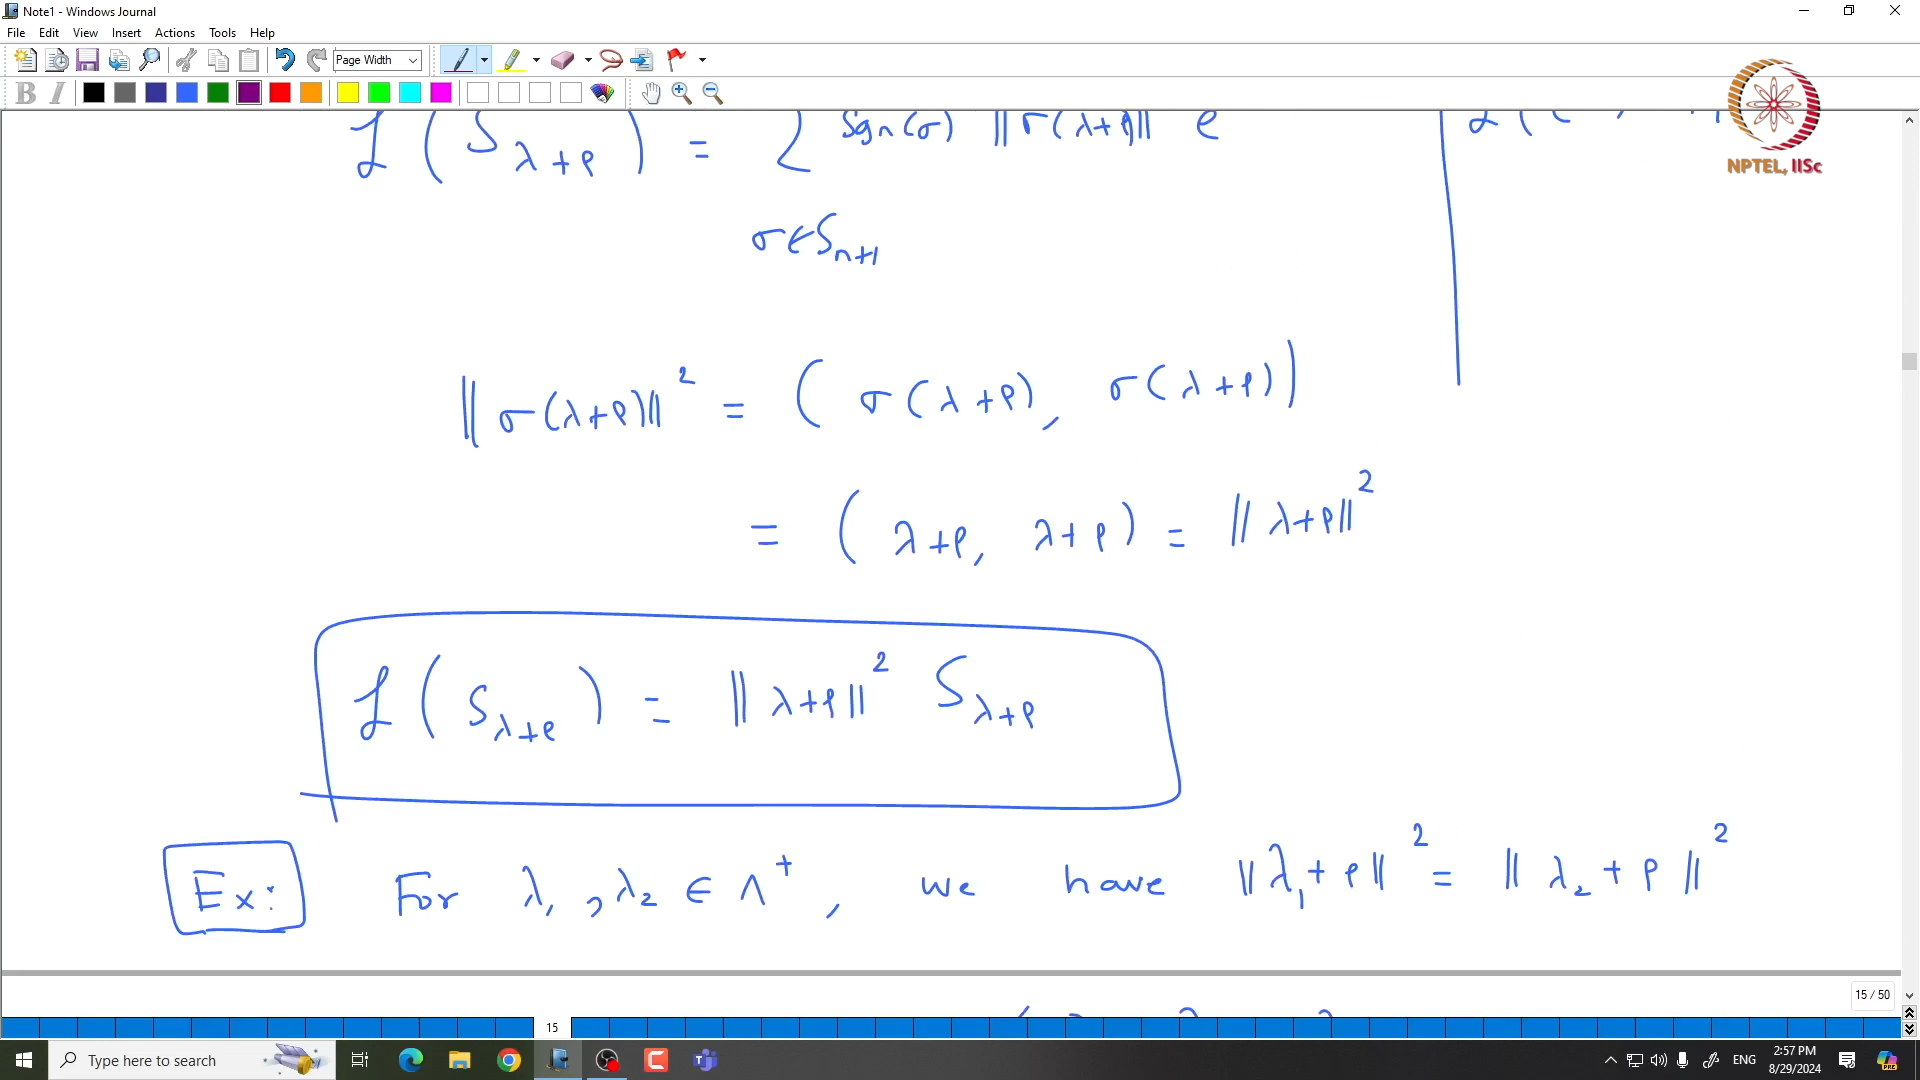 Note1 - Windows Journal
File Edit View Insert Actions Tools Help
Page Width
B I
NPTEL, IISc
L ( S_{λ+ρ} ) = Σ sgn(σ) ||σ(λ+ρ)|| e
σ∈S_{n+1}
||σ(λ+ρ)||² = ( σ(λ+ρ), σ(λ+ρ) )
= ( λ+ρ, λ+ρ ) = ||λ+ρ||²
L ( S_{λ+ρ} ) = ||λ+ρ||² S_{λ+ρ}
Ex: For λ₁, λ₂ ∈ Λ⁺, we have ||λ₁+ρ||² = ||λ₂+ρ||²
15 / 50
15
Type here to search
ENG
2:57 PM
8/29/2024